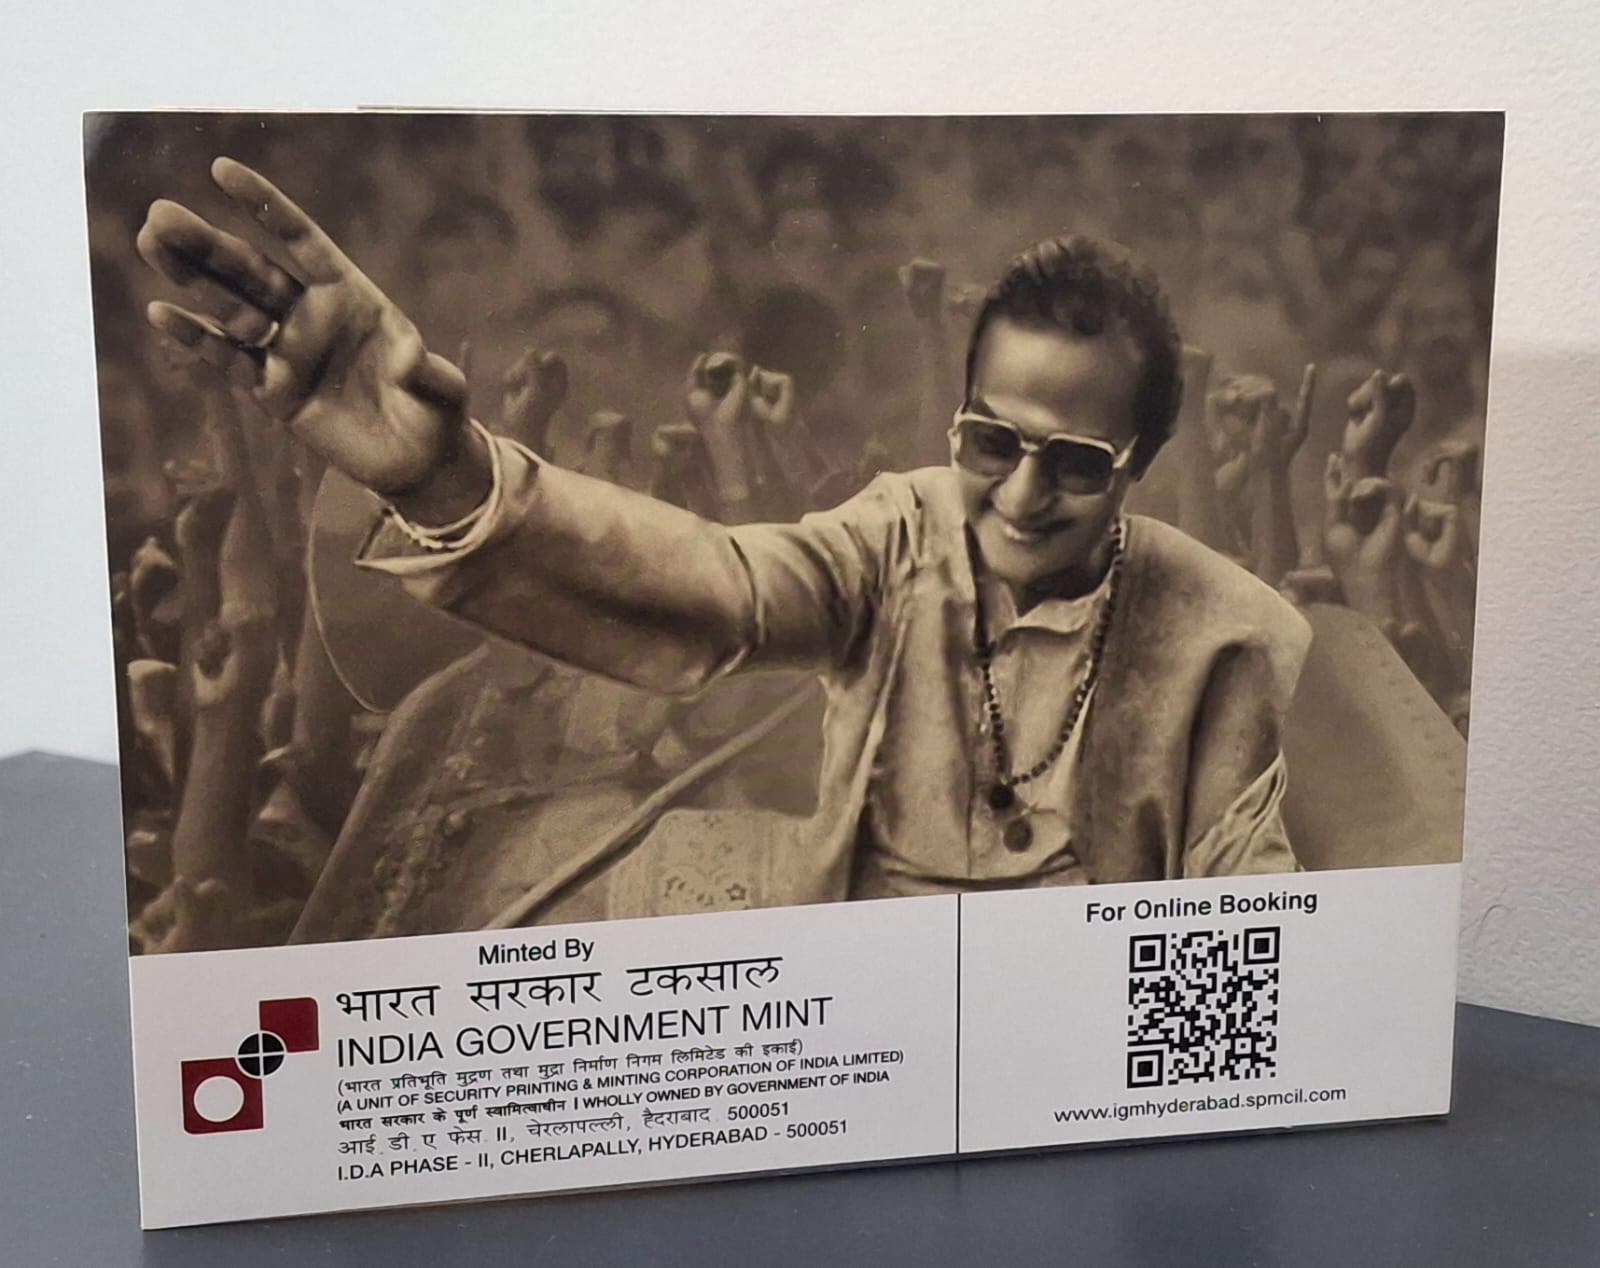 Minted By
भारत सरकार टकसाल
INDIA GOVERNMENT MINT
(भारत प्रतिभूति मुद्रण तथा मुद्रा निर्माण निगम लिमिटेड की इकाई)
(A UNIT OF SECURITY PRINTING & MINTING CORPORATION OF INDIA LIMITED)
भारत सरकार के पूर्ण स्वामित्वाधीन I WHOLLY OWNED BY GOVERNMENT OF INDIA
आई. डी. ए फेस. II, चेरलापल्ली, हैदराबाद . 500051
I.D.A PHASE - II, CHERLAPALLY, HYDERABAD - 500051
For Online Booking
www.igmhyderabad.spmcil.com